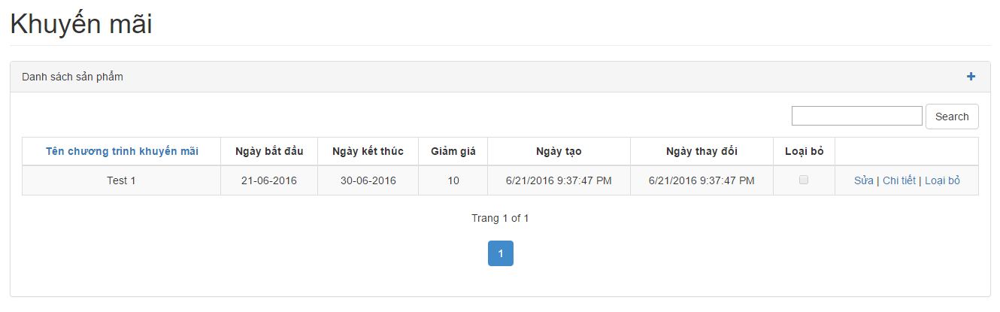 Khuyến mãi
Danh sách sản phẩm
Search
Tên chương trình khuyến mãi Ngày bắt đầu Ngày kết thúc Giảm giá Ngày tạo Ngày thay đổi Loại bỏ
Test 1 21-06-2016 30-06-2016 10 6/21/2016 9:37:47 PM 6/21/2016 9:37:47 PM Sửa | Chi tiết | Loại bỏ
Trang 1 of 1
1